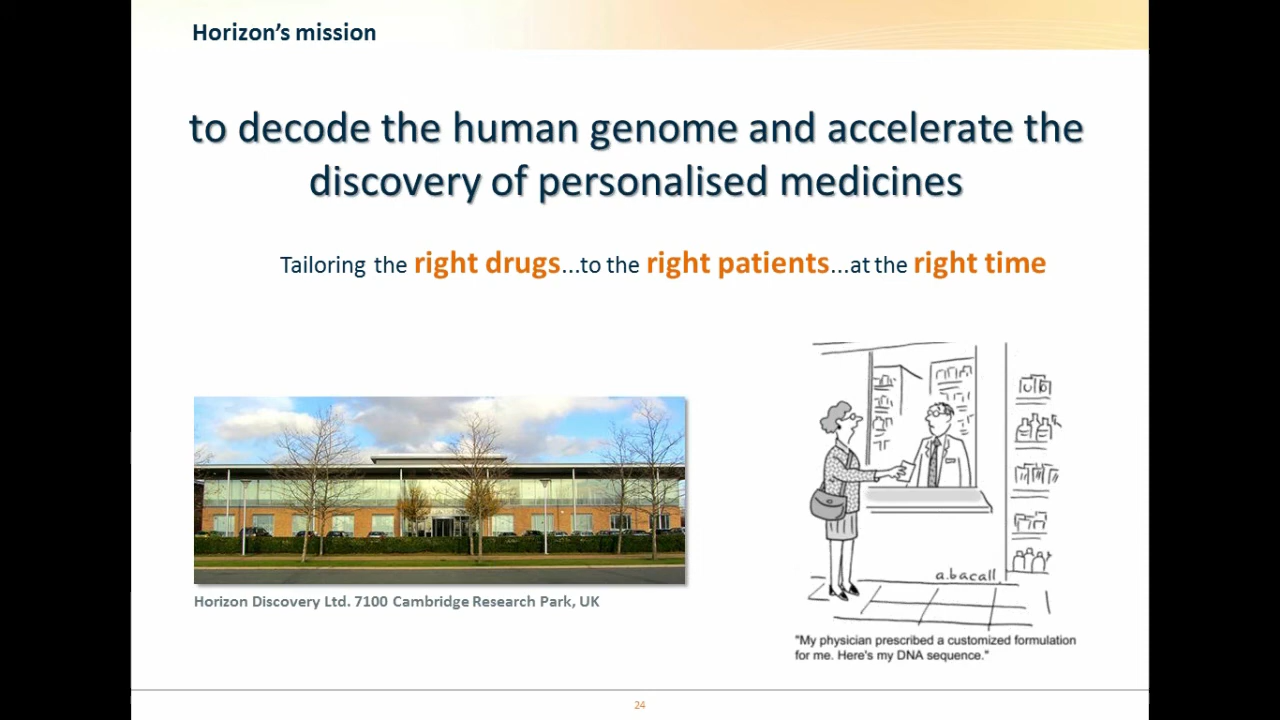 Horizon's mission
to decode the human genome and accelerate the
discovery of personalised medicines
Tailoring the right drugs...to the right patients...at the right time
Horizon Discovery Ltd. 7100 Cambridge Research Park, UK
a.bacall
"My physician prescribed a customized formulation
for me. Here's my DNA sequence."
24